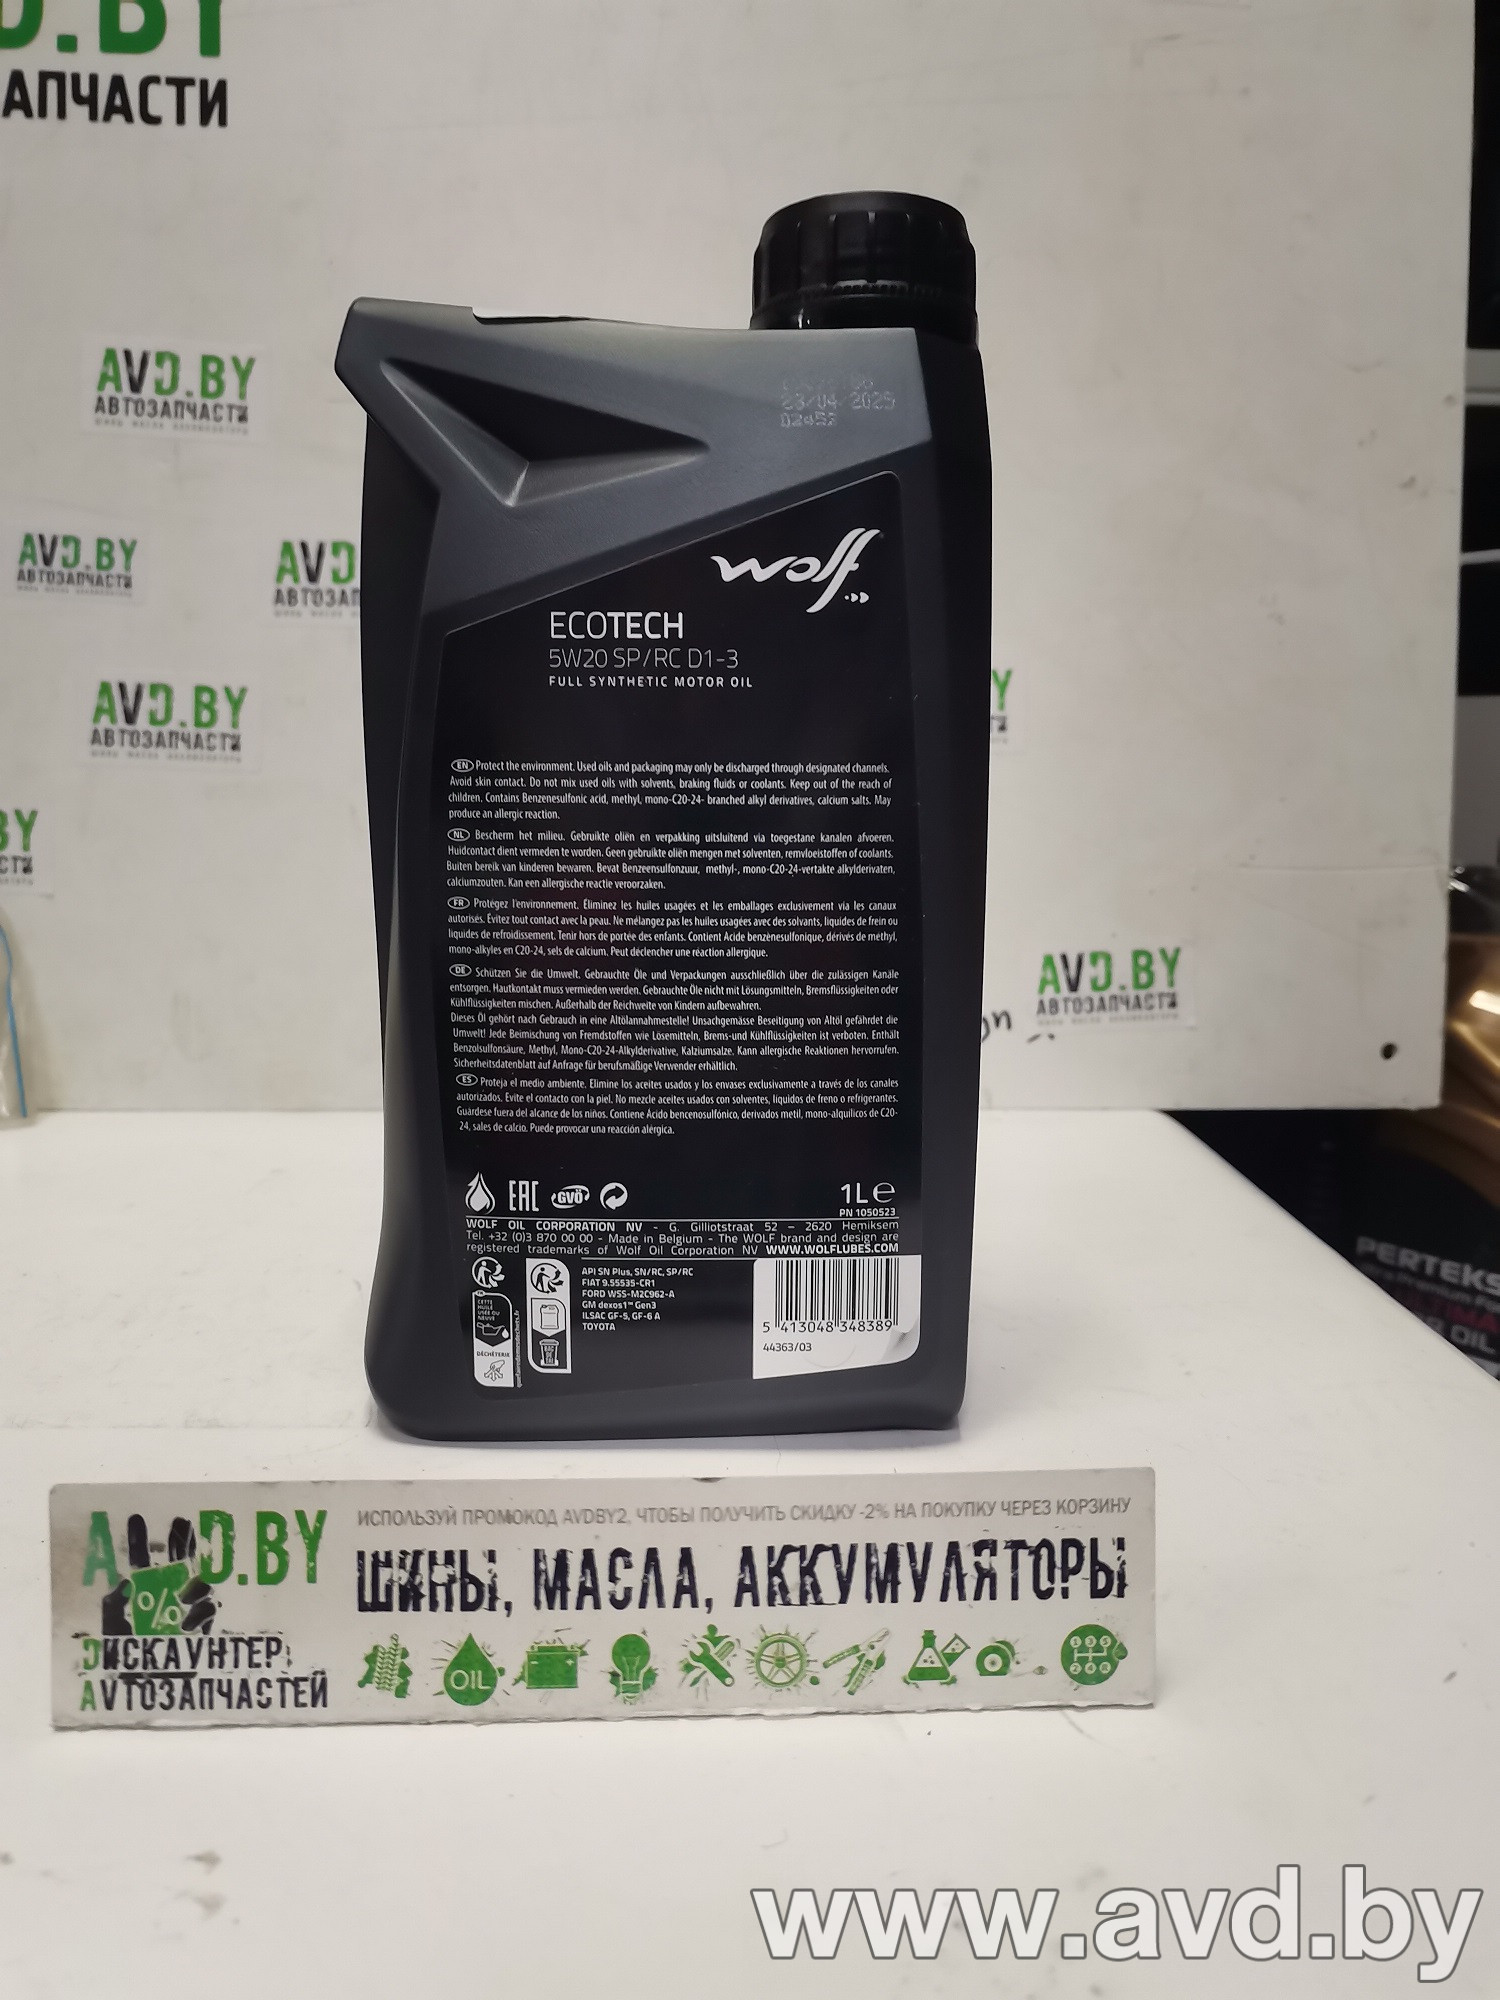 АПЧАСТИ
AVD.BY
АВТОЗАПЧАСТИ
AVD.BY
АВТОЗАПЧАСТИ
AVD.BY
АВТОЗАПЧАСТИ
23/04/2025
02452
wolf
ECOTECH
5W20 SP/RC D1-3
FULL SYNTHETIC MOTOR OIL
EN Protect the environment. Used oils and packaging may only be discharged through designated channels.
Avoid skin contact. Do not mix used oils with solvents, braking fluids or coolants. Keep out of the reach of
children. Contains Benzenesulfonic acid, methyl, mono-C20-24- branched alkyl derivatives, calcium salts. May
produce an allergic reaction.
NL Bescherm het milieu. Gebruikte oliën en verpakking uitsluitend via toegestane kanalen afvoeren.
Huidcontact dient vermeden te worden. Geen gebruikte oliën mengen met solventen, remvloeistoffen of coolants.
Buiten bereik van kinderen bewaren. Bevat Benzeensulfonzuur, methyl-, mono-C20-24-vertakte alkylderivaten,
calciumzouten. Kan een allergische reactie veroorzaken.
FR Protégez l'environnement. Éliminez les huiles usagées et les emballages exclusivement via les canaux
autorisés. Évitez tout contact avec la peau. Ne mélangez pas les huiles usagées avec des solvants, liquides de frein ou
liquides de refroidissement. Tenir hors de portée des enfants. Contient Acide benzènesulfonique, dérivés de méthyl,
mono-alkyles en C20-24, sels de calcium. Peut déclencher une réaction allergique.
DE Schützen Sie die Umwelt. Gebrauchte Öle und Verpackungen ausschließlich über die zulässigen Kanäle
entsorgen. Hautkontakt muss vermieden werden. Gebrauchte Öle nicht mit Lösungsmitteln, Bremsflüssigkeiten oder
Kühlflüssigkeiten mischen. Außerhalb der Reichweite von Kindern aufbewahren.
Dieses Öl gehört nach Gebrauch in eine Altölannahmestelle! Unsachgemässe Beseitigung von Altöl gefährdet die
Umwelt! Jede Beimischung von Fremdstoffen wie Lösemitteln, Brems-und Kühlflüssigkeiten ist verboten. Enthält
Benzolsulfonsäure, Methyl, Mono-C20-24-Alkylderivative, Kalziumsalze. Kann allergische Reaktionen hervorrufen.
Sicherheitsdatenblatt auf Anfrage für berufsmäßige Verwender erhältlich.
ES Proteja el medio ambiente. Elimine los aceites usados y los envases exclusivamente a través de los canales
autorizados. Evite el contacto con la piel. No mezcle aceites usados con solventes, líquidos de freno o refrigerantes.
Guárdese fuera del alcance de los niños. Contiene Ácido bencenosulfónico, derivados metil, mono-alquílicos de C20-
24, sales de calcio. Puede provocar una reacción alérgica.
EAC GVÖ 1L e
PN 1050523
WOLF OIL CORPORATION NV - G. Gilliotstraat 52 – 2620 Hemiksem
Tel. +32 (0)3 870 00 00 - Made in Belgium - The WOLF brand and design are
registered trademarks of Wolf Oil Corporation NV WWW.WOLFLUBES.COM
API SN Plus, SN/RC, SP/RC
FIAT 9.55535-CR1
FORD WSS-M2C962-A
GM dexos1™ Gen3
ILSAC GF-5, GF-6 A
TOYOTA
CETTE
HUILE
USÉE OU
NEUVE
DÉCHÈTERIE
BAC
DE
TRI
5 413048 348389
44363/03
AVD.BY
АВТОЗАПЧАСТИ
PERTEKS
OIL
AVD.BY
%
ДИСКАУНТЕР
АVТОЗАПЧАСТЕЙ
ИСПОЛЬЗУЙ ПРОМОКОД AVDBY2, ЧТОБЫ ПОЛУЧИТЬ СКИДКУ -2% НА ПОКУПКУ ЧЕРЕЗ КОРЗИНУ
ШИНЫ, МАСЛА, АККУМУЛЯТОРЫ
OIL
1 3 5
2 4 R
www.avd.by